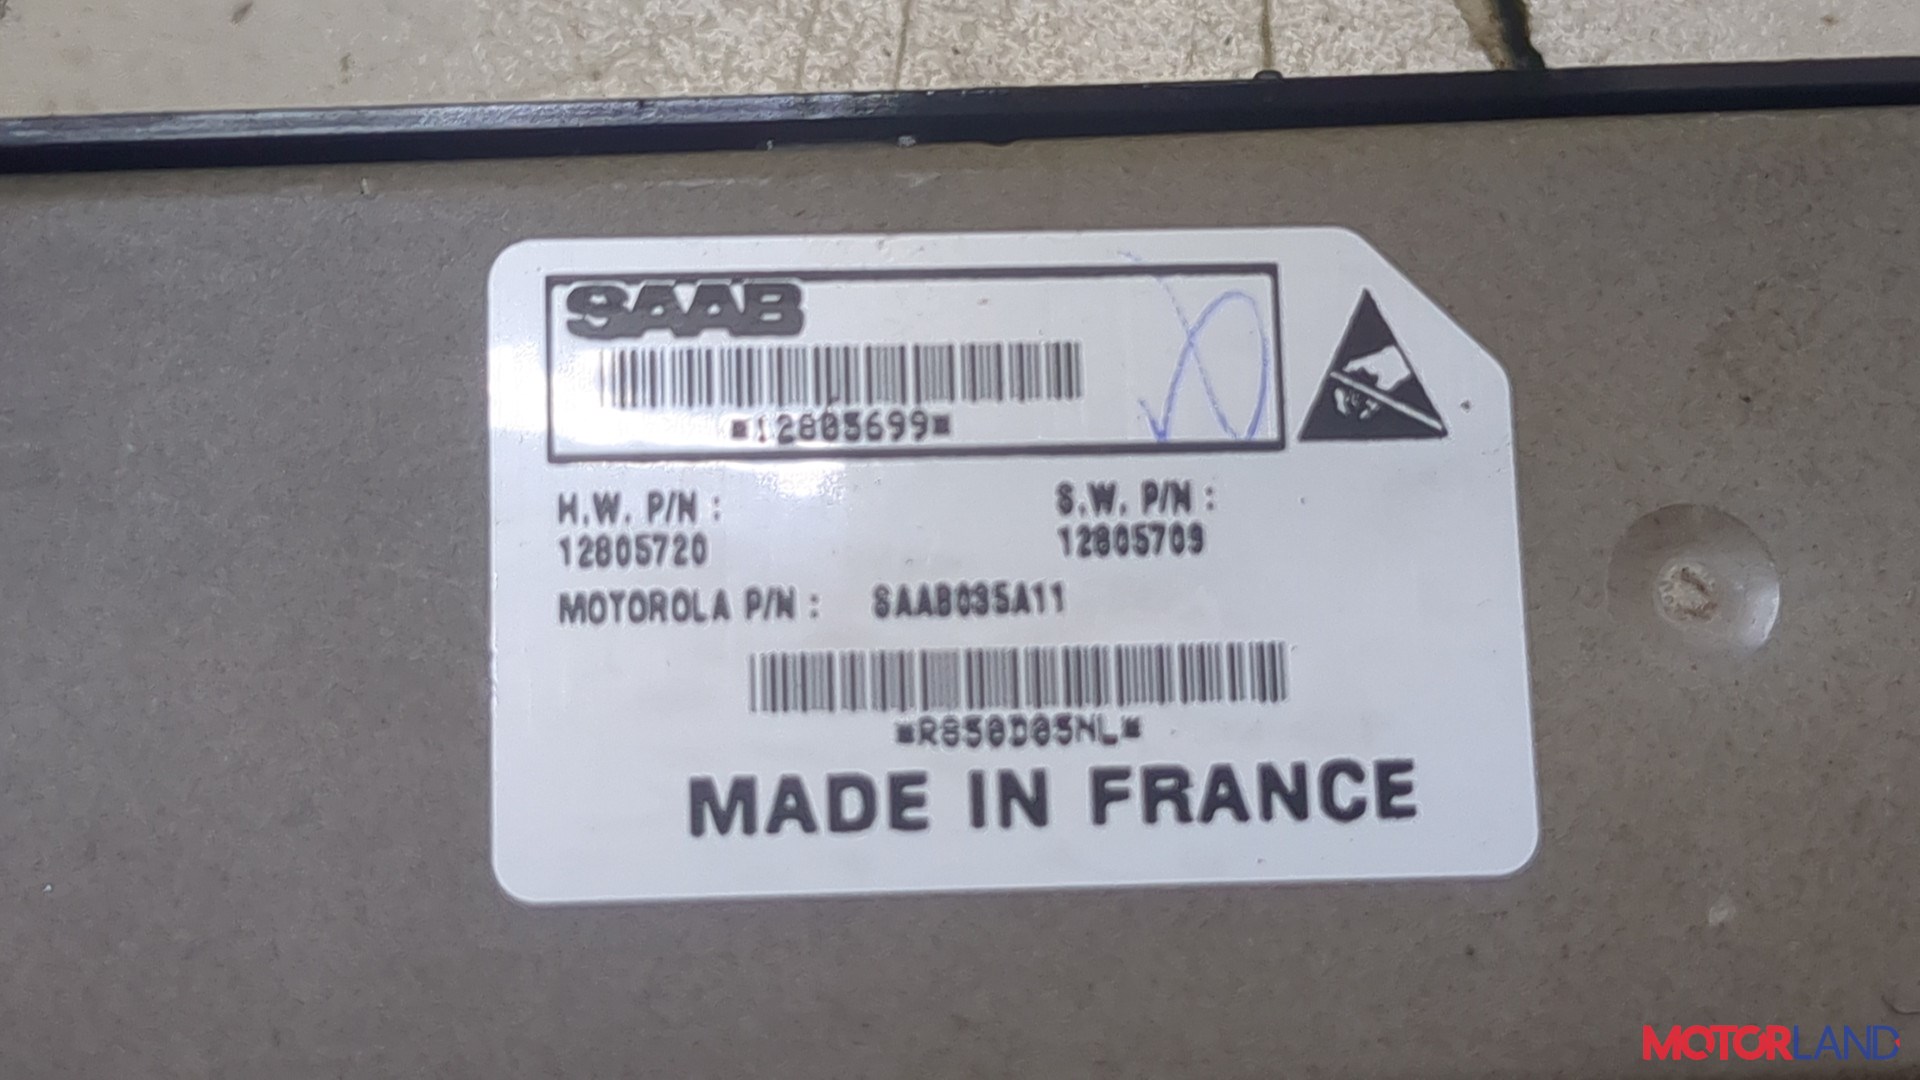 SAAB
*12805699*
H.W. P/N :
S.W. P/N :
12805720
12805709
MOTOROLA P/N : SAAB035A11
*R850D05NL*
MADE IN FRANCE
MOTORLAND